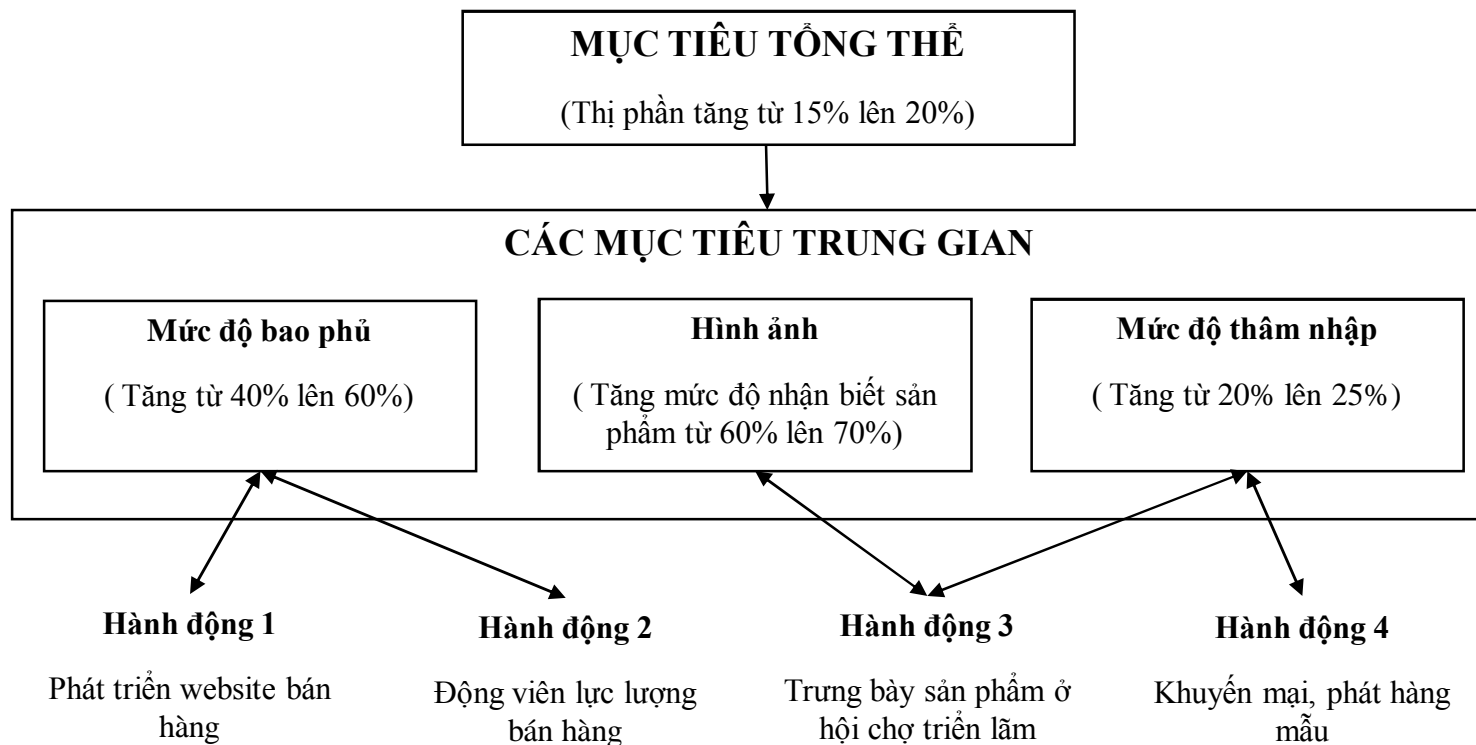 MỤC TIÊU TỔNG THỂ
(Thị phần tăng từ 15% lên 20%)
CÁC MỤC TIÊU TRUNG GIAN
Mức độ bao phủ
( Tăng từ 40% lên 60%)
Hình ảnh
( Tăng mức độ nhận biết sản
phẩm từ 60% lên 70%)
Mức độ thâm nhập
( Tăng từ 20% lên 25%)
Hành động 1
Phát triển website bán
hàng
Hành động 2
Động viên lực lượng
bán hàng
Hành động 3
Trưng bày sản phẩm ở
hội chợ triển lãm
Hành động 4
Khuyến mại, phát hàng
mẫu